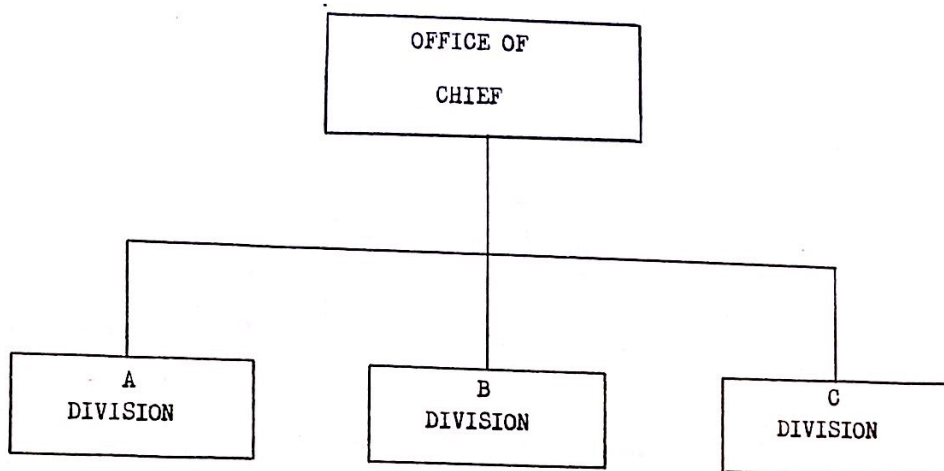 OFFICE OF
CHIEF
A
DIVISION
B
DIVISION
C
DIVISION